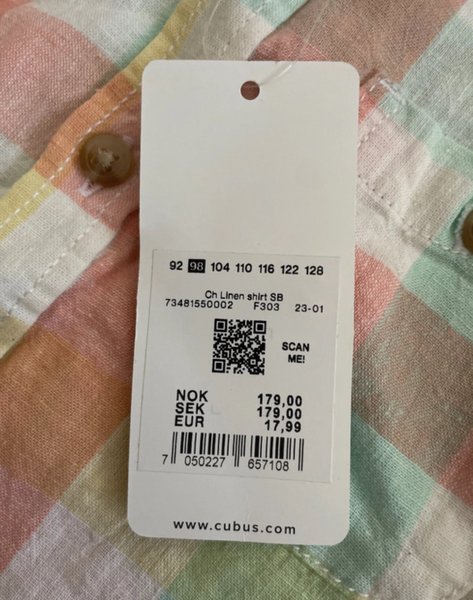 92 98 104 110 116 122 128
Ch Linen shirt SB
73481550002 F303 23-01
SCAN
ME!
NOK 179,00
SEK 179,00
EUR 17,99
7 050227 657108
www.cubus.com